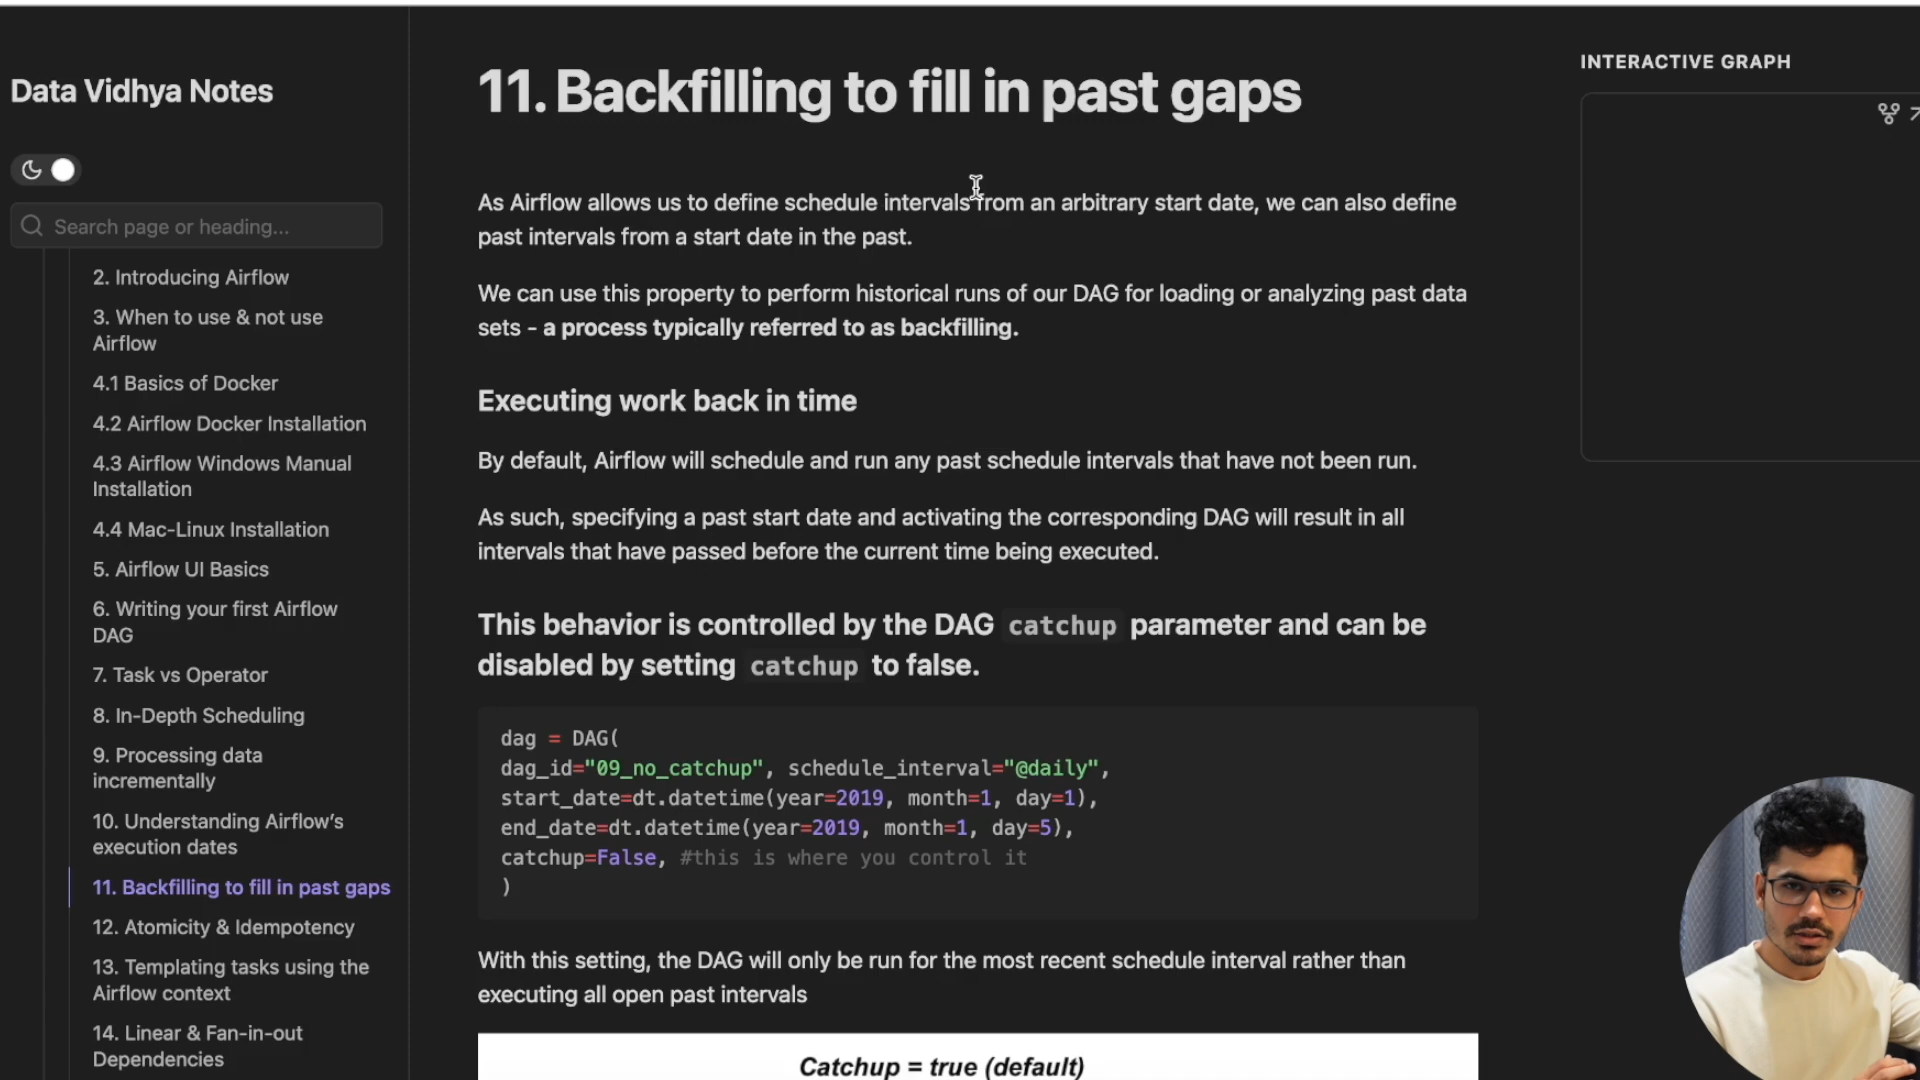 Data Vidhya Notes
Search page or heading...
2. Introducing Airflow
3. When to use & not use
Airflow
4.1 Basics of Docker
4.2 Airflow Docker Installation
4.3 Airflow Windows Manual
Installation
4.4 Mac-Linux Installation
5. Airflow UI Basics
6. Writing your first Airflow
DAG
7. Task vs Operator
8. In-Depth Scheduling
9. Processing data
incrementally
10. Understanding Airflow’s
execution dates
11. Backfilling to fill in past gaps
12. Atomicity & Idempotency
13. Templating tasks using the
Airflow context
14. Linear & Fan-in-out
Dependencies
11. Backfilling to fill in past gaps
As Airflow allows us to define schedule intervals from an arbitrary start date, we can also define
past intervals from a start date in the past.
We can use this property to perform historical runs of our DAG for loading or analyzing past data
sets - a process typically referred to as backfilling.
Executing work back in time
By default, Airflow will schedule and run any past schedule intervals that have not been run.
As such, specifying a past start date and activating the corresponding DAG will result in all
intervals that have passed before the current time being executed.
This behavior is controlled by the DAG catchup parameter and can be
disabled by setting catchup to false.
dag = DAG(
dag_id="09_no_catchup", schedule_interval="@daily",
start_date=dt.datetime(year=2019, month=1, day=1),
end_date=dt.datetime(year=2019, month=1, day=5),
catchup=False, #this is where you control it
)
With this setting, the DAG will only be run for the most recent schedule interval rather than
executing all open past intervals
Catchup = true (default)
INTERACTIVE GRAPH